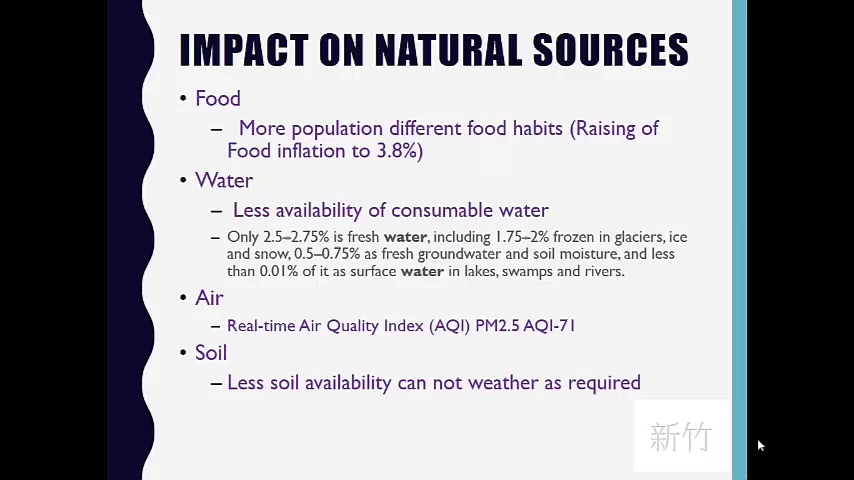 IMPACT ON NATURAL SOURCES
• Food
– More population different food habits (Raising of
Food inflation to 3.8%)
• Water
– Less availability of consumable water
– Only 2.5–2.75% is fresh water, including 1.75–2% frozen in glaciers, ice
and snow, 0.5–0.75% as fresh groundwater and soil moisture, and less
than 0.01% of it as surface water in lakes, swamps and rivers.
• Air
– Real-time Air Quality Index (AQI) PM2.5 AQI-71
• Soil
– Less soil availability can not weather as required
新竹